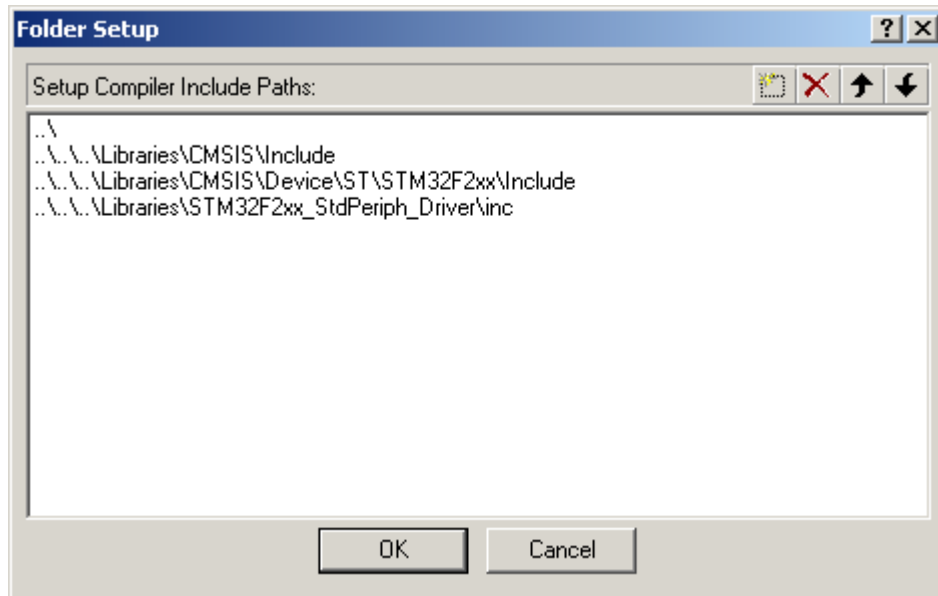 Folder Setup
Setup Compiler Include Paths:
..\
..\..\..\Libraries\CMSIS\Include
..\..\..\Libraries\CMSIS\Device\ST\STM32F2xx\Include
..\..\..\Libraries\STM32F2xx_StdPeriph_Driver\inc
OK Cancel